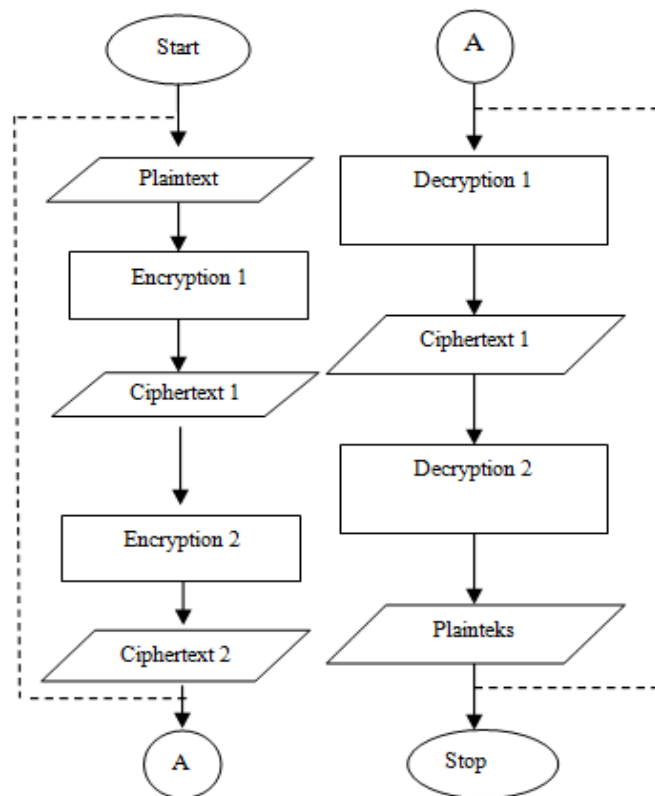 Start
Plaintext
Encryption 1
Ciphertext 1
Encryption 2
Ciphertext 2
A
A
Decryption 1
Ciphertext 1
Decryption 2
Plainteks
Stop